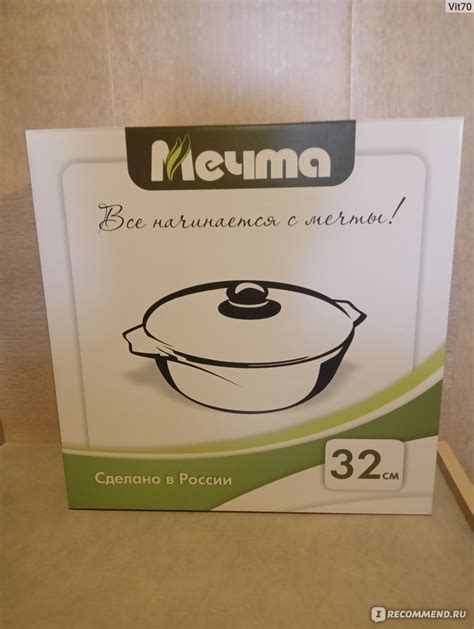 Vit70
Мечта
Все начинается с мечты!
Сделано в России
32 см
I RECOMMEND.RU